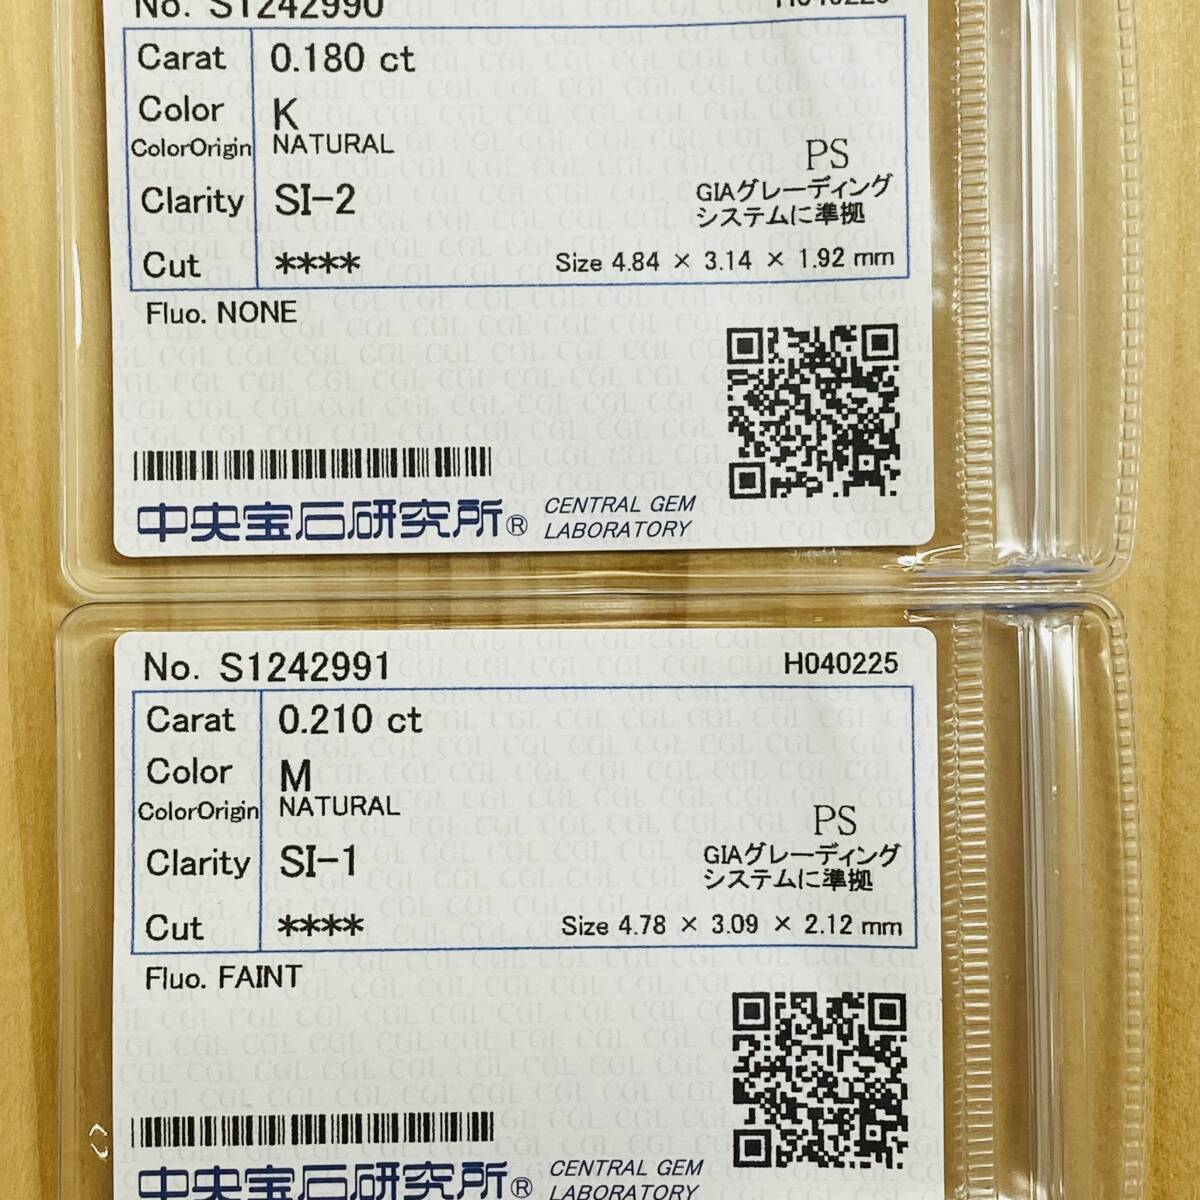 No. S1242990 H040225
Carat 0.180 ct
Color K
ColorOrigin NATURAL
PS
Clarity SI-2
GIAグレーディング
システムに準拠
Cut ****
Size 4.84 × 3.14 × 1.92 mm
Fluo. NONE
中央宝石研究所® CENTRAL GEM
LABORATORY
No. S1242991 H040225
Carat 0.210 ct
Color M
ColorOrigin NATURAL
PS
Clarity SI-1
GIAグレーディング
システムに準拠
Cut ****
Size 4.78 × 3.09 × 2.12 mm
Fluo. FAINT
中央宝石研究所® CENTRAL GEM
LABORATORY